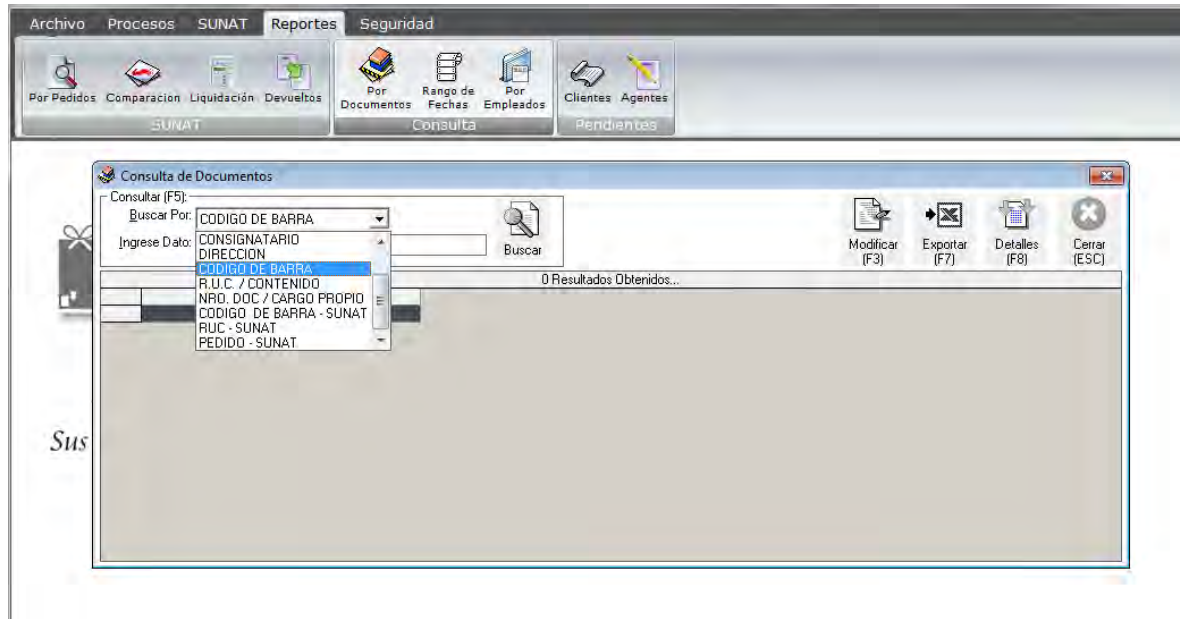 Archivo Procesos SUNAT Reportes Seguridad
Por Pedidos Comparacion Liquidación Devueltos Por Documentos Rango de Fechas Por Empleados Clientes Agentes
SUNAT Consulta Pendientes
Consulta de Documentos
Consultar (F5):
Buscar Por: CODIGO DE BARRA
Ingrese Dato:
Buscar
Modificar (F3) Exportar (F7) Detalles (F8) Cerrar (ESC)
CONSIGNATARIO
DIRECCION
CODIGO DE BARRA
R.U.C. / CONTENIDO
NRO. DOC / CARGO PROPIO
CODIGO DE BARRA - SUNAT
RUC - SUNAT
PEDIDO - SUNAT
0 Resultados Obtenidos...
Sus